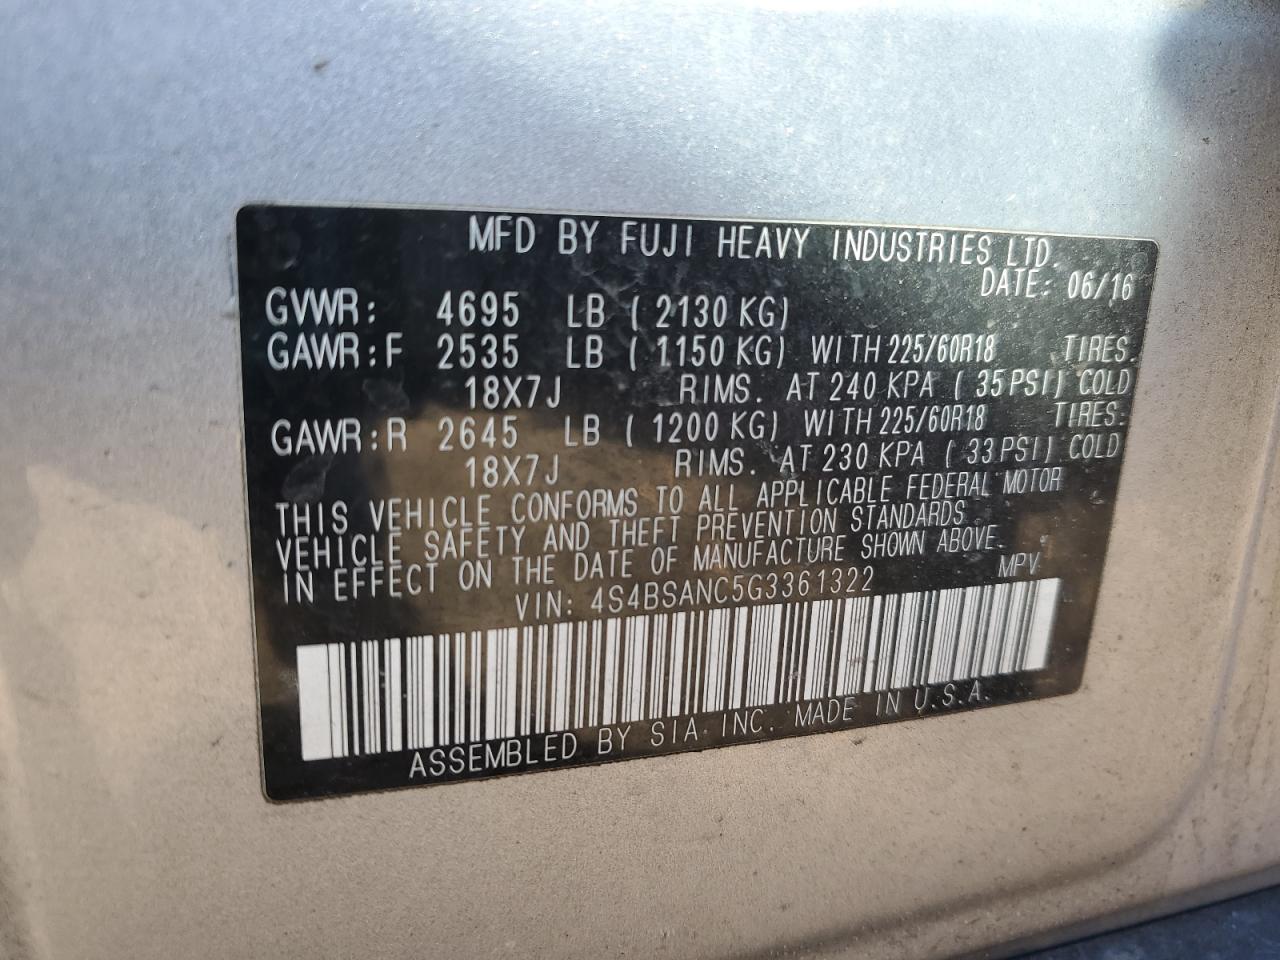 MFD BY FUJI HEAVY INDUSTRIES LTD.
DATE: 06/16
GVWR: 4695 LB ( 2130 KG)
GAWR:F 2535 LB ( 1150 KG) WITH 225/60R18 TIRES.
18X7J RIMS. AT 240 KPA ( 35 PSI) COLD
GAWR:R 2645 LB ( 1200 KG) WITH 225/60R18 TIRES.
18X7J RIMS. AT 230 KPA ( 33 PSI) COLD
THIS VEHICLE CONFORMS TO ALL APPLICABLE FEDERAL MOTOR
VEHICLE SAFETY AND THEFT PREVENTION STANDARDS
IN EFFECT ON THE DATE OF MANUFACTURE SHOWN ABOVE.
VIN: 4S4BSANC5G3361322 MPV
ASSEMBLED BY SIA. INC. MADE IN U.S.A.